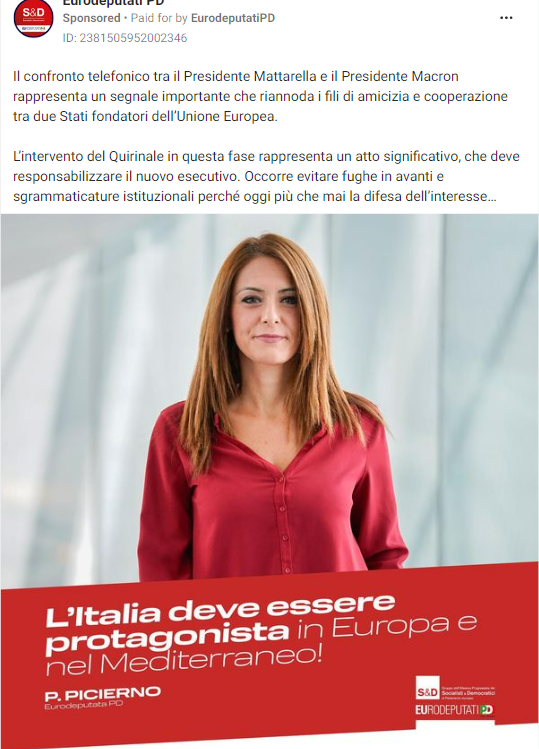 Eurodeputati PD
Sponsored • Paid for by EurodeputatiPD
ID: 2381505952002346
Il confronto telefonico tra il Presidente Mattarella e il Presidente Macron
rappresenta un segnale importante che riannoda i fili di amicizia e cooperazione
tra due Stati fondatori dell'Unione Europea.
L'intervento del Quirinale in questa fase rappresenta un atto significativo, che deve
responsabilizzare il nuovo esecutivo. Occorre evitare fughe in avanti e
sgrammaticature istituzionali perché oggi più che mai la difesa dell'interesse...
L'Italia deve essere
protagonista in Europa e
nel Mediterraneo!
P. PICIERNO
Eurodeputata PD
S&D
Socialisti e Democratici
EURODEPUTATI PD
S&D